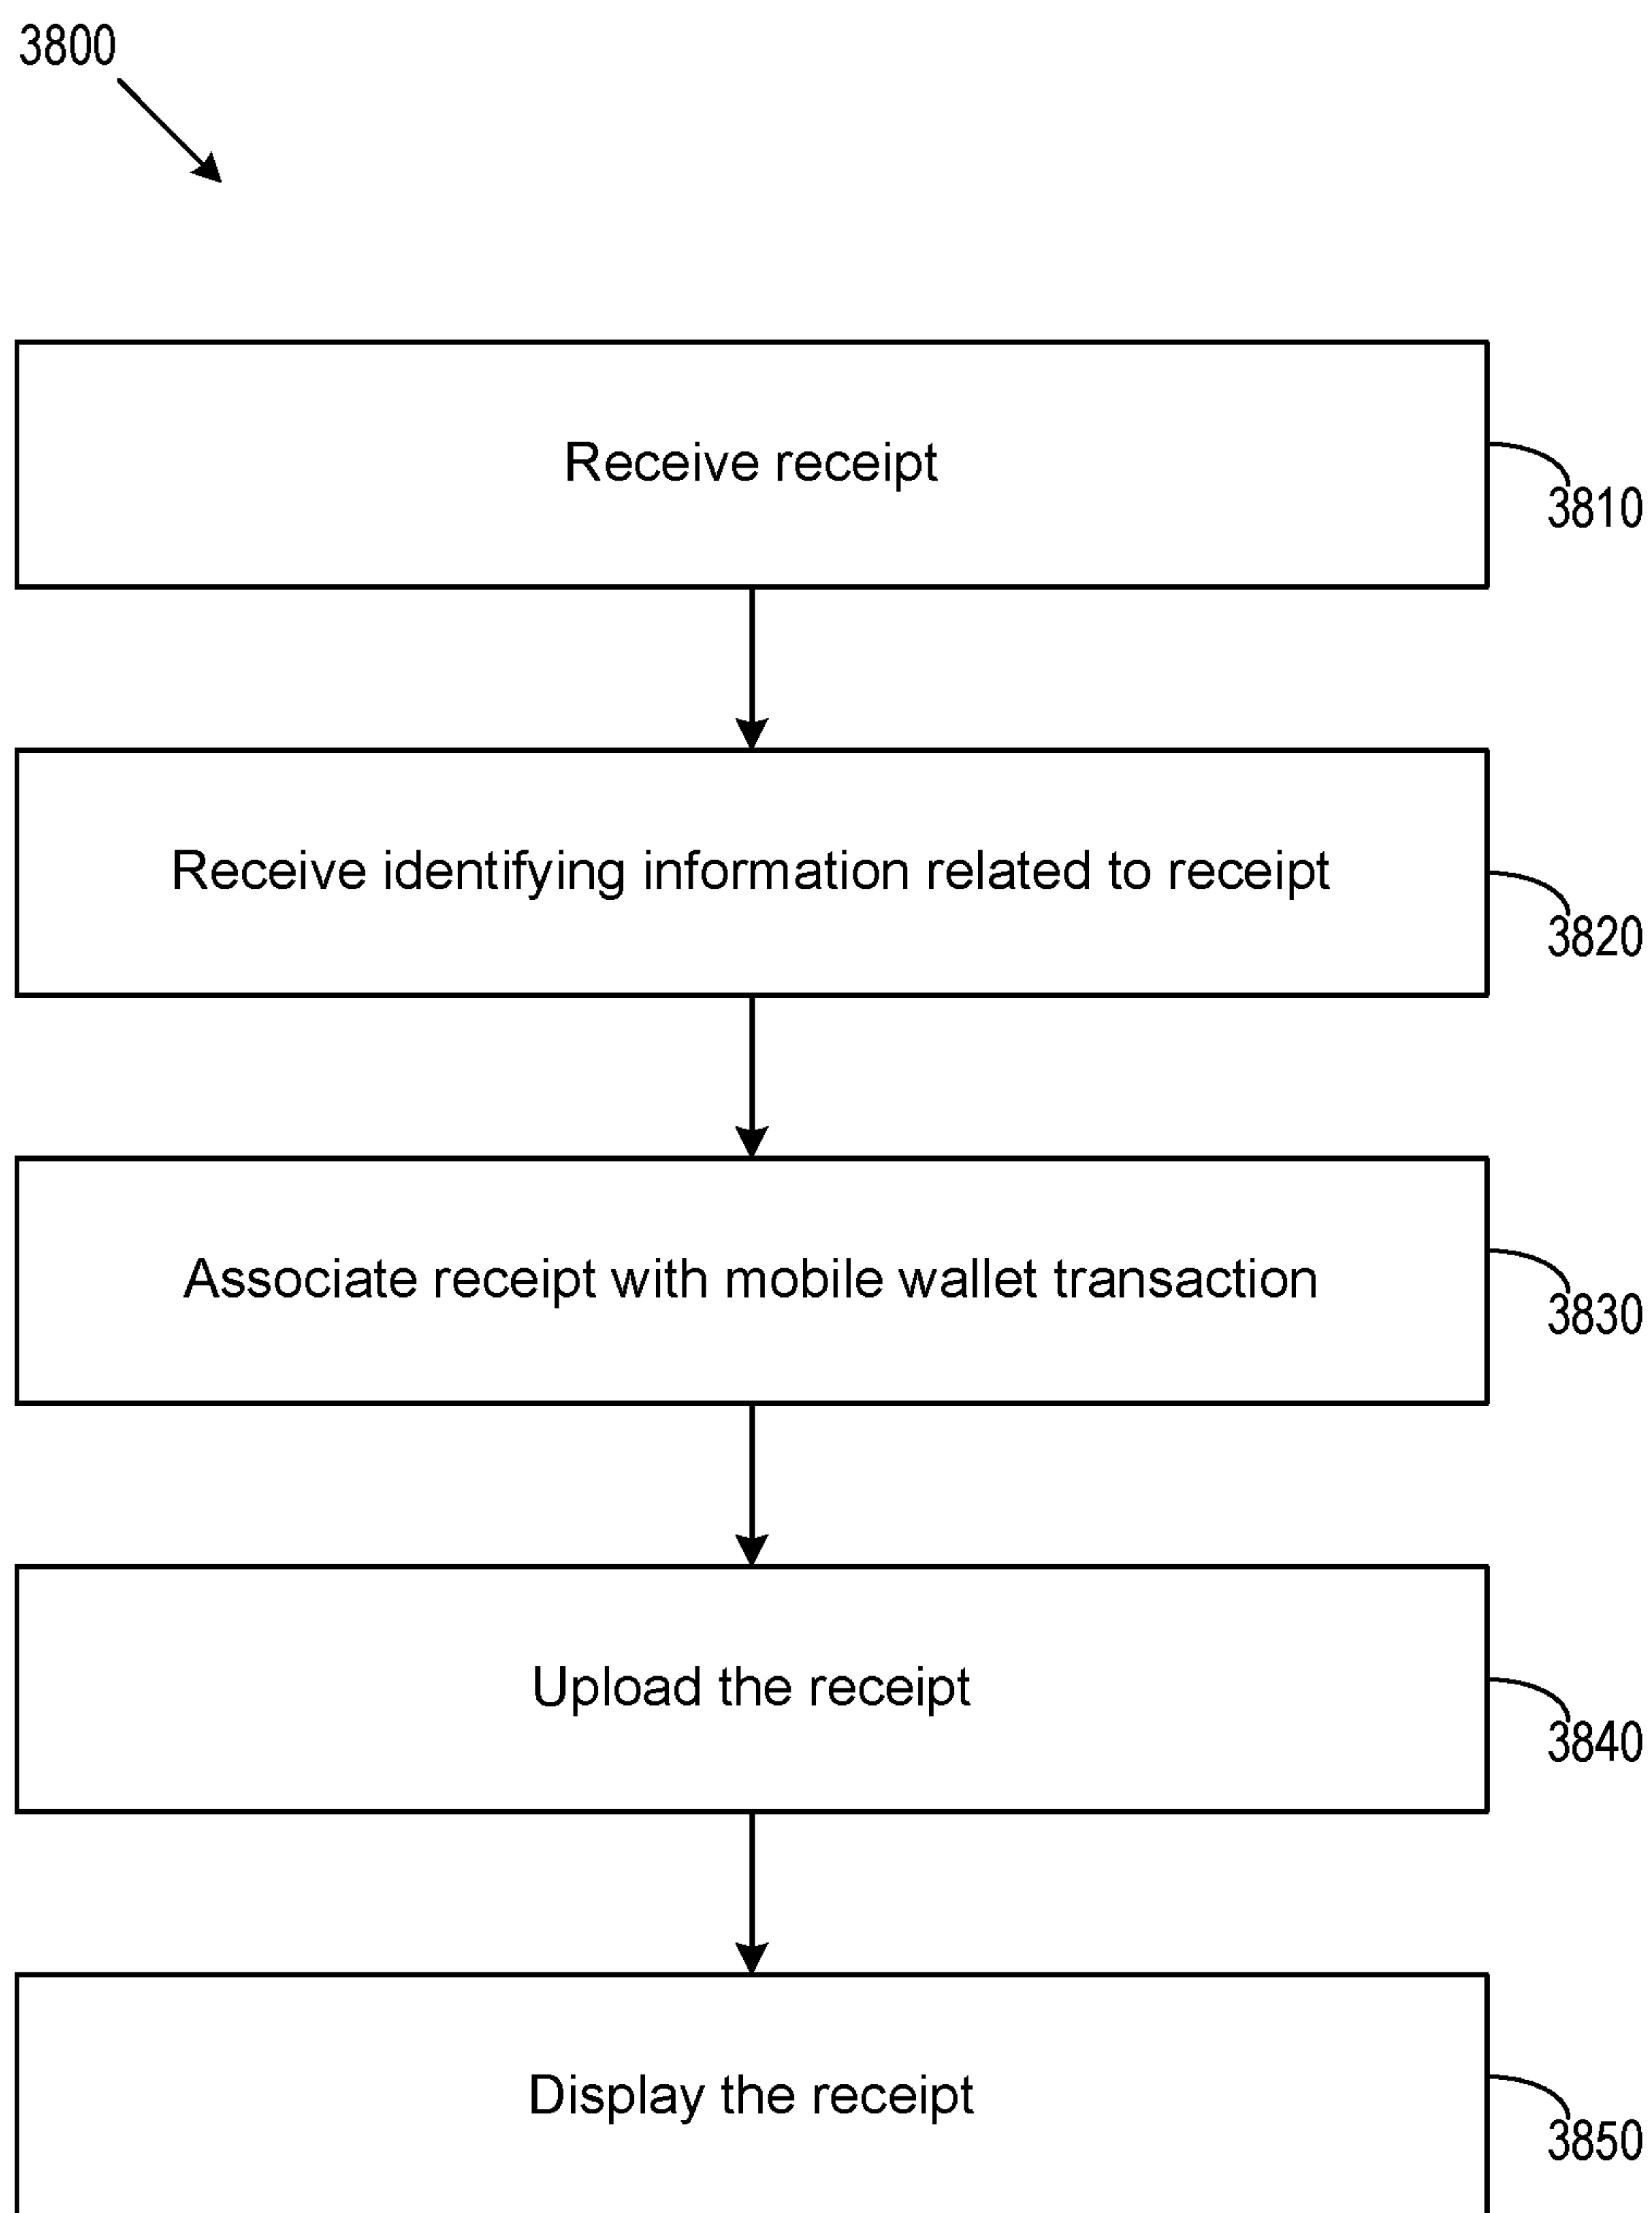 3800
Receive receipt
3810
Receive identifying information related to receipt
3820
Associate receipt with mobile wallet transaction
3830
Upload the receipt
3840
Display the receipt
3850